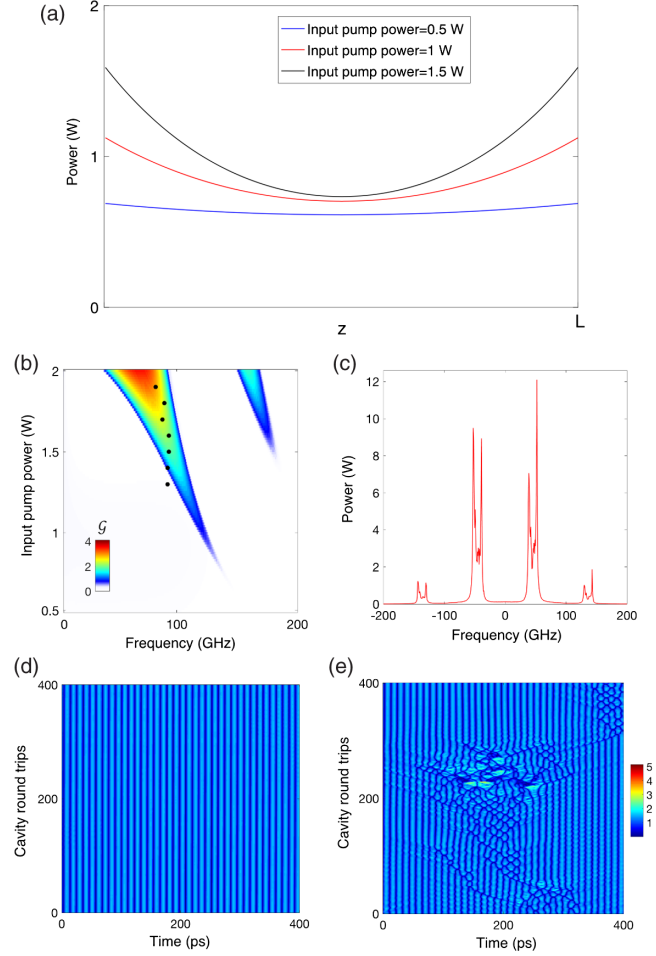 (a)
2
1
0
Power (W)
Input pump power=0.5 W
Input pump power=1 W
Input pump power=1.5 W
z
L
(b)
2
1.5
1
0.5
Input pump power (W)
G
4
2
0
0
100
200
Frequency (GHz)
(c)
12
10
8
6
4
2
0
Power (W)
−200
−100
0
100
200
Frequency (GHz)
(d)
400
200
0
Cavity round trips
0
200
400
Time (ps)
(e)
400
200
0
Cavity round trips
0
200
400
Time (ps)
5
4
3
2
1